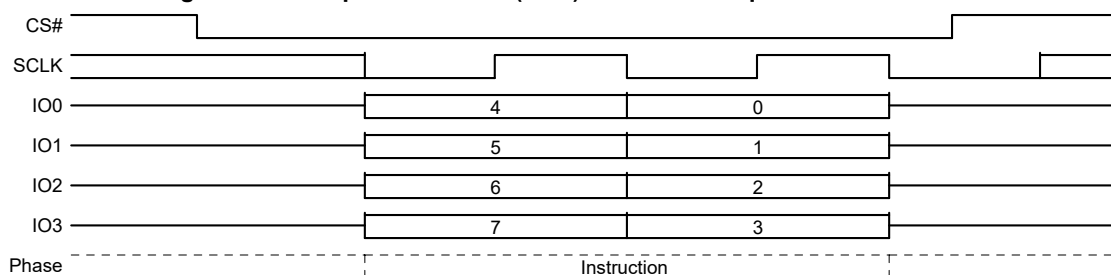 CS#
SCLK
IO0 4 0
IO1 5 1
IO2 6 2
IO3 7 3
Phase Instruction